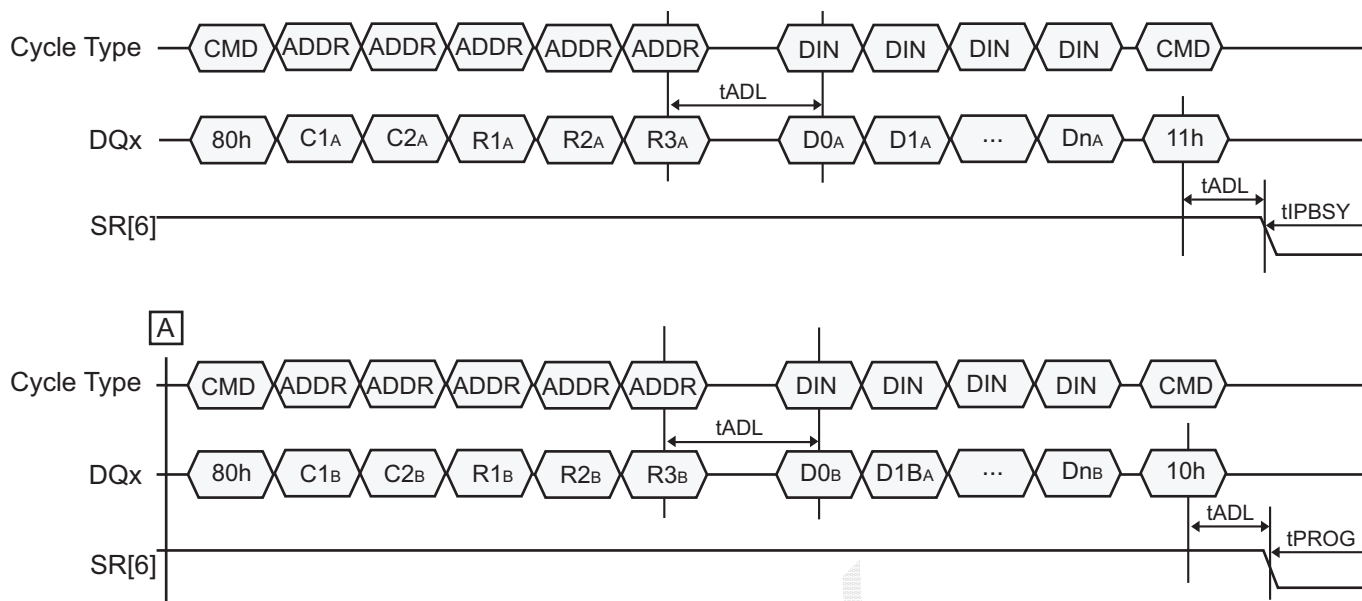 Cycle Type CMD ADDR ADDR ADDR ADDR ADDR DIN DIN DIN DIN CMD
tADL
DQx 80h C1A C2A R1A R2A R3A D0A D1A ... DnA 11h
tADL
tIPBSY
SR[6]
A
Cycle Type CMD ADDR ADDR ADDR ADDR ADDR DIN DIN DIN DIN CMD
tADL
DQx 80h C1B C2B R1B R2B R3B D0B D1BA ... DnB 10h
tADL
tPROG
SR[6]